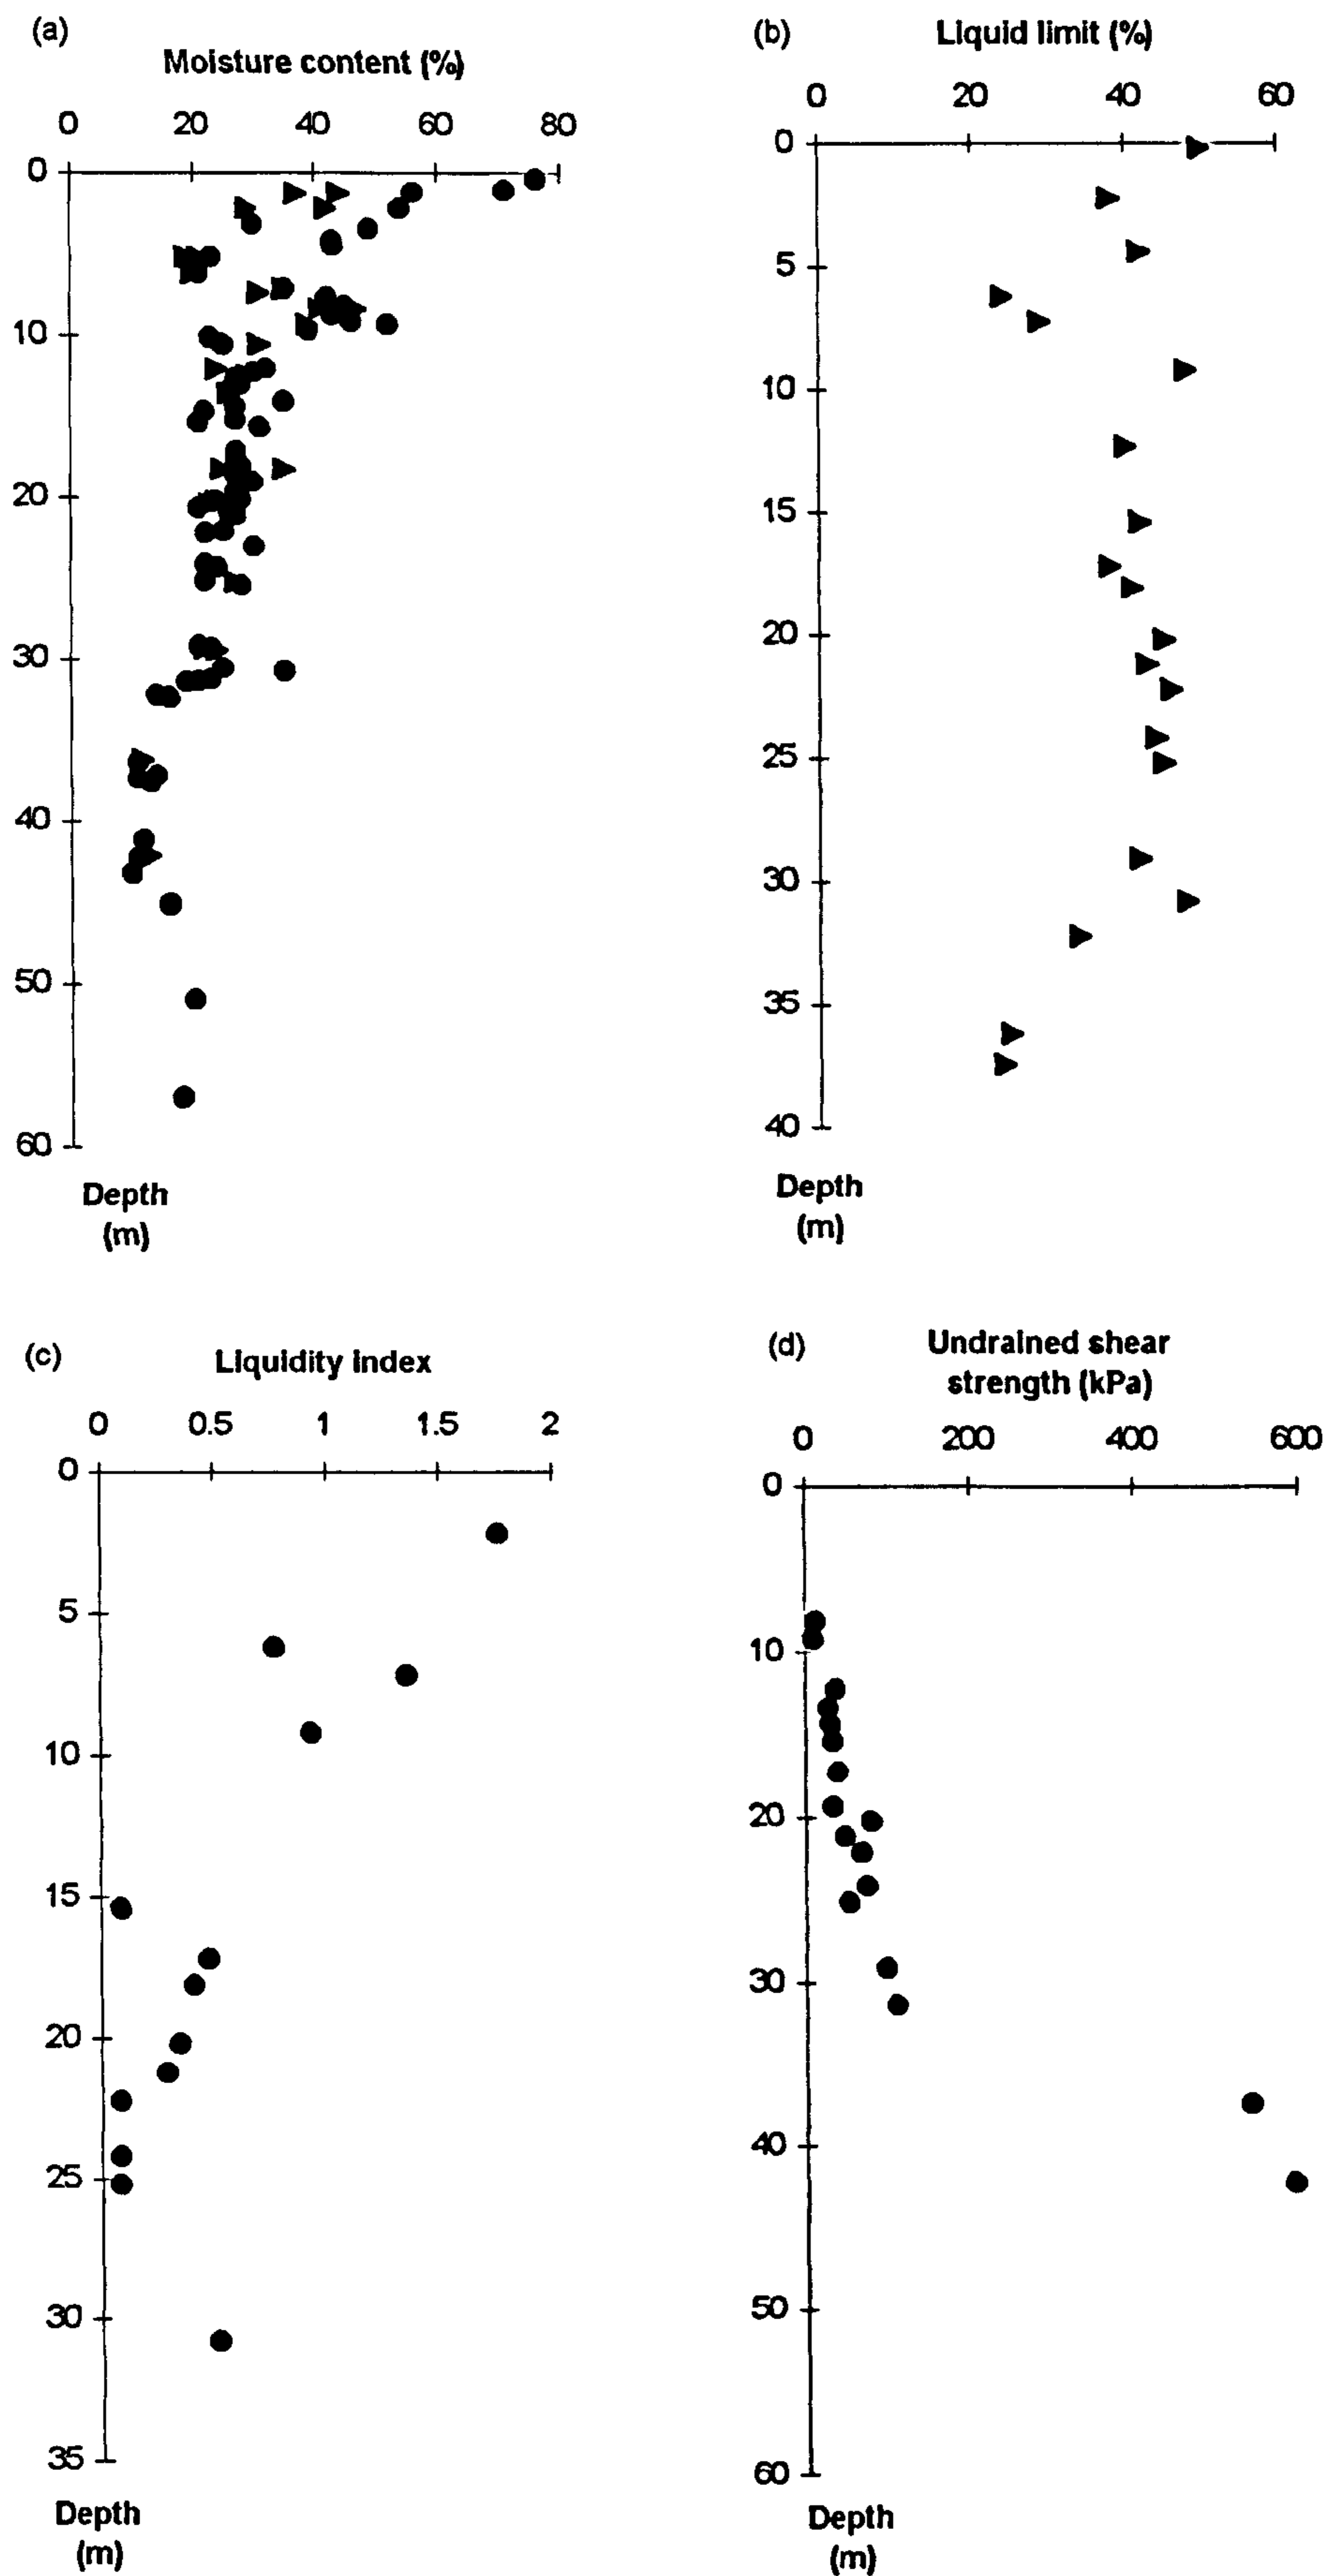 (a)
Moisture content (%)
0 20 40 60 80
0
10
20
30
40
50
60
Depth
(m)
(b)
Liquid limit (%)
0 20 40 60
0
5
10
15
20
25
30
35
40
Depth
(m)
(c)
Liquidity index
0 0.5 1 1.5 2
0
5
10
15
20
25
30
35
Depth
(m)
(d)
Undrained shear
strength (kPa)
0 200 400 600
0
10
20
30
40
50
60
Depth
(m)